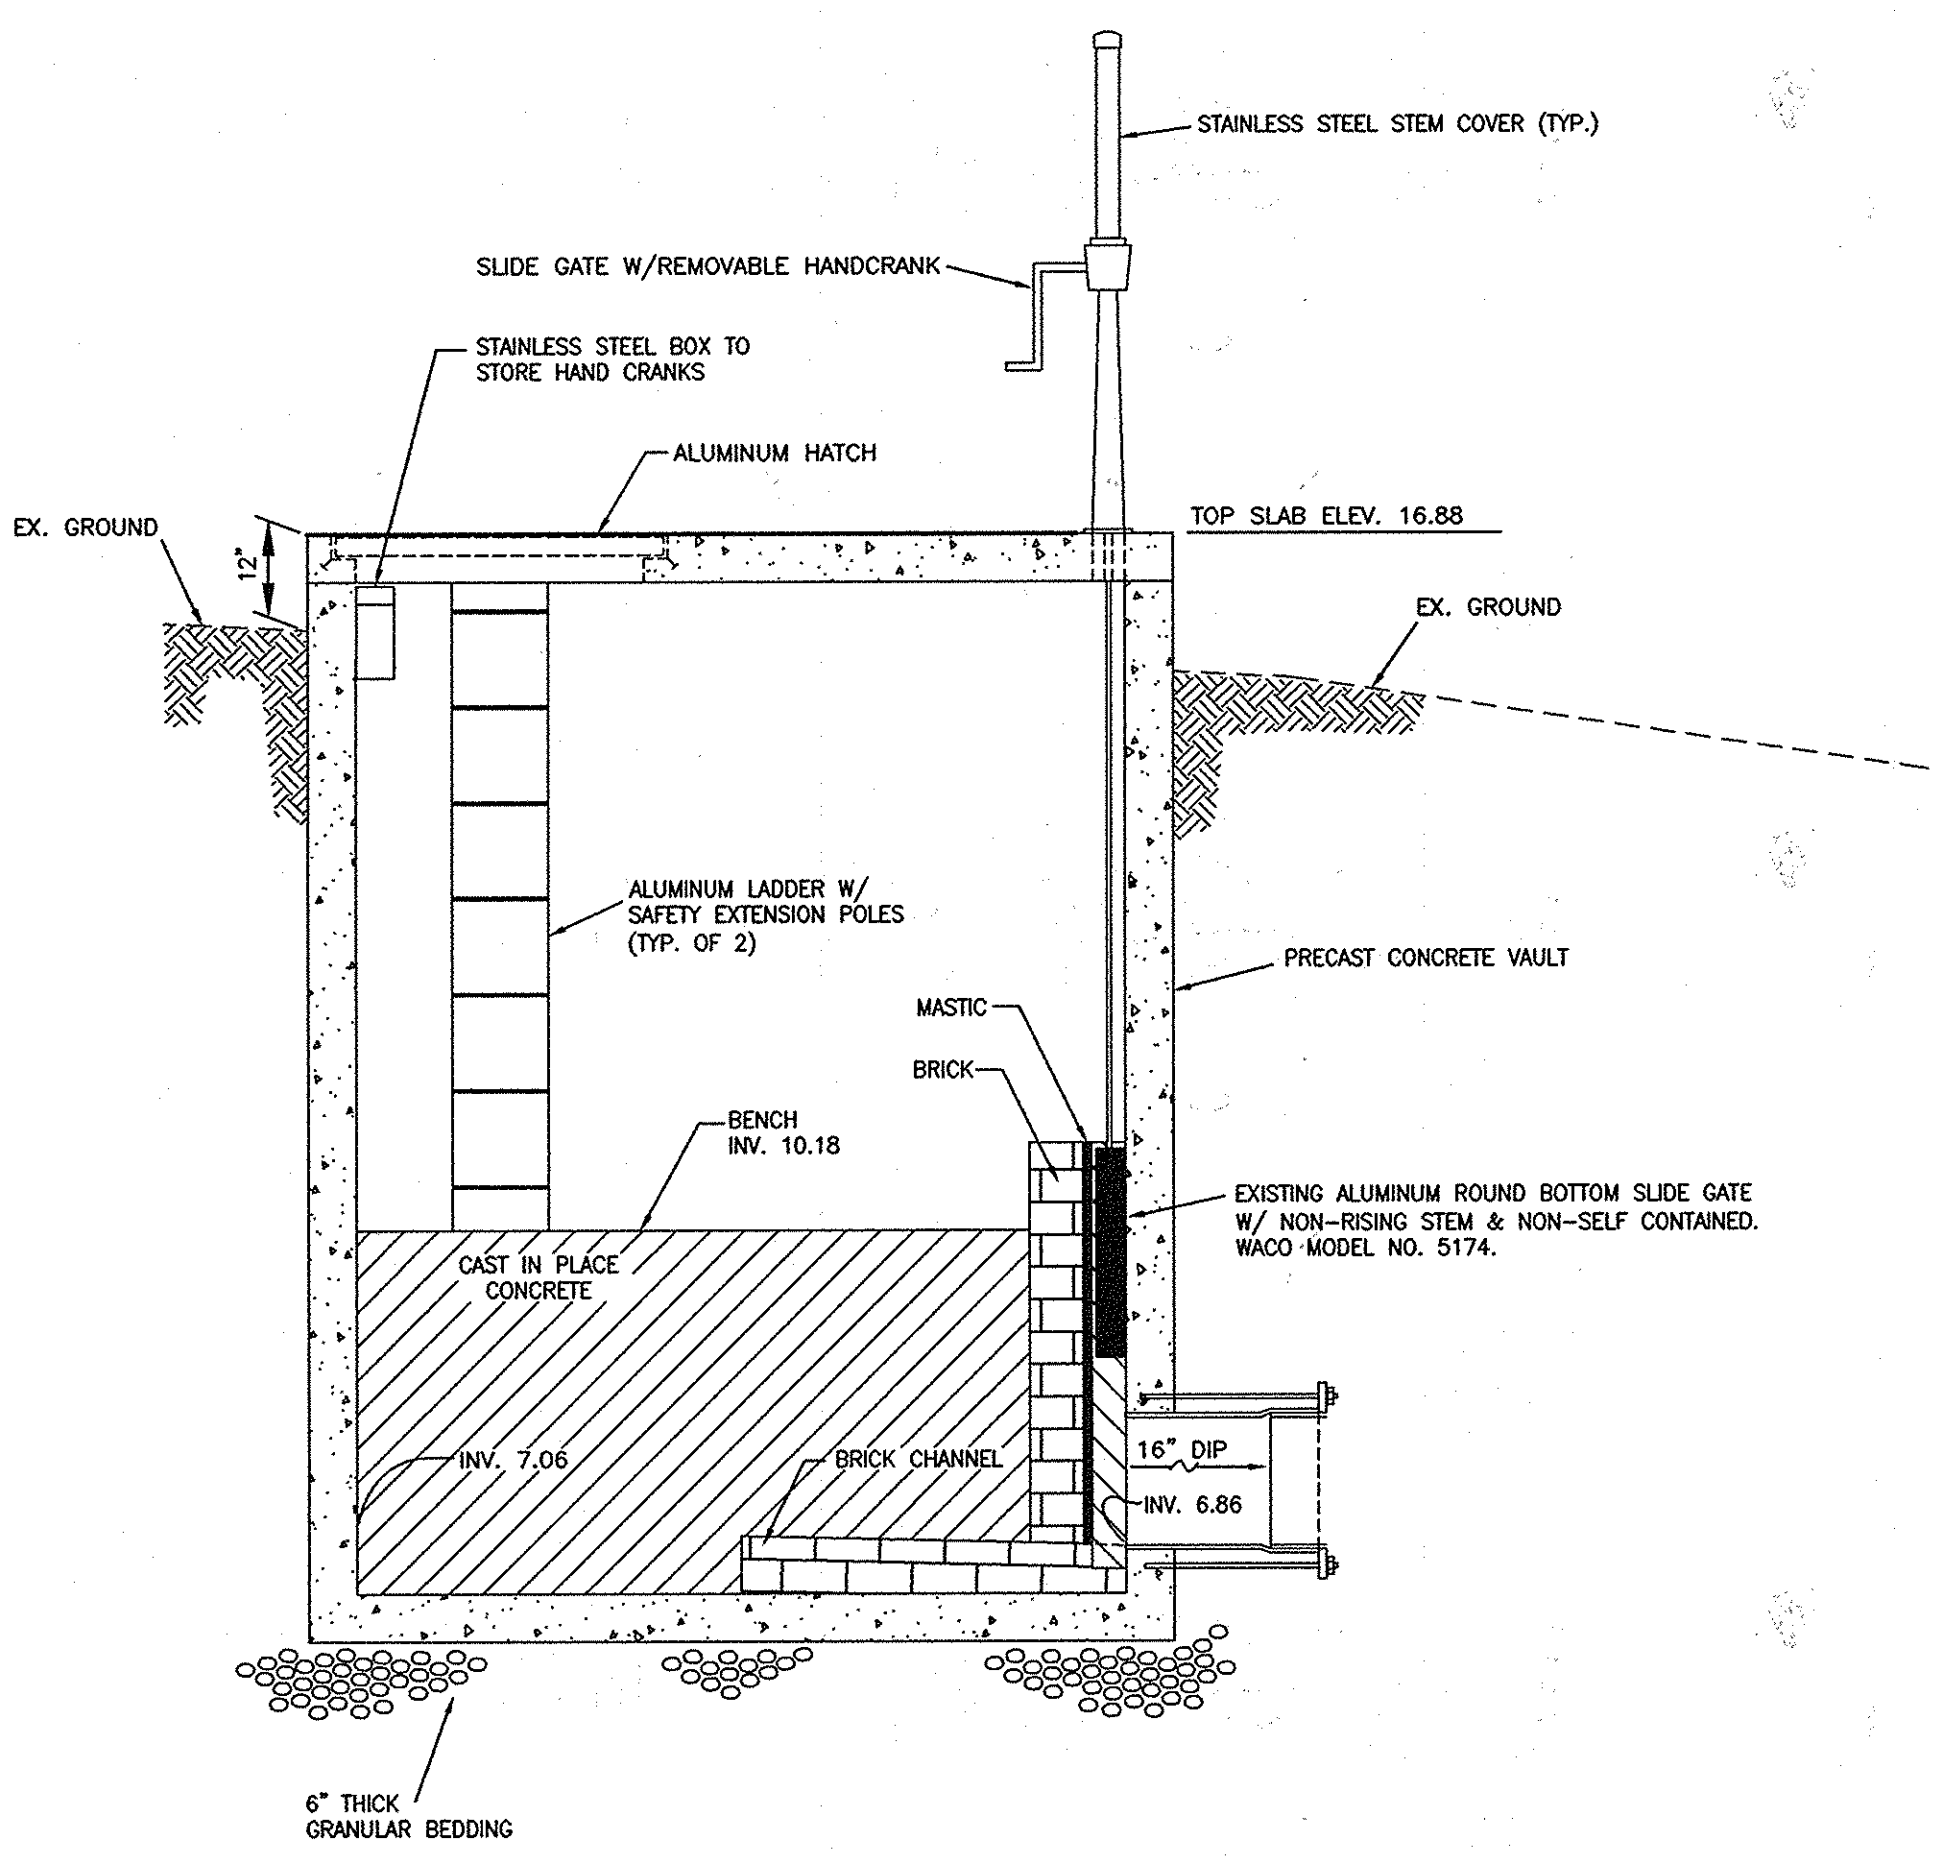 STAINLESS STEEL STEM COVER (TYP.)
SLIDE GATE W/REMOVABLE HANDCRANK
STAINLESS STEEL BOX TO
STORE HAND CRANKS
ALUMINUM HATCH
EX. GROUND
12"
TOP SLAB ELEV. 16.88
EX. GROUND
ALUMINUM LADDER W/
SAFETY EXTENSION POLES
(TYP. OF 2)
PRECAST CONCRETE VAULT
MASTIC
BRICK
BENCH
INV. 10.18
EXISTING ALUMINUM ROUND BOTTOM SLIDE GATE
W/ NON-RISING STEM & NON-SELF CONTAINED.
WACO MODEL NO. 5174.
CAST IN PLACE
CONCRETE
INV. 7.06
BRICK CHANNEL
16" DIP
INV. 6.86
6" THICK
GRANULAR BEDDING